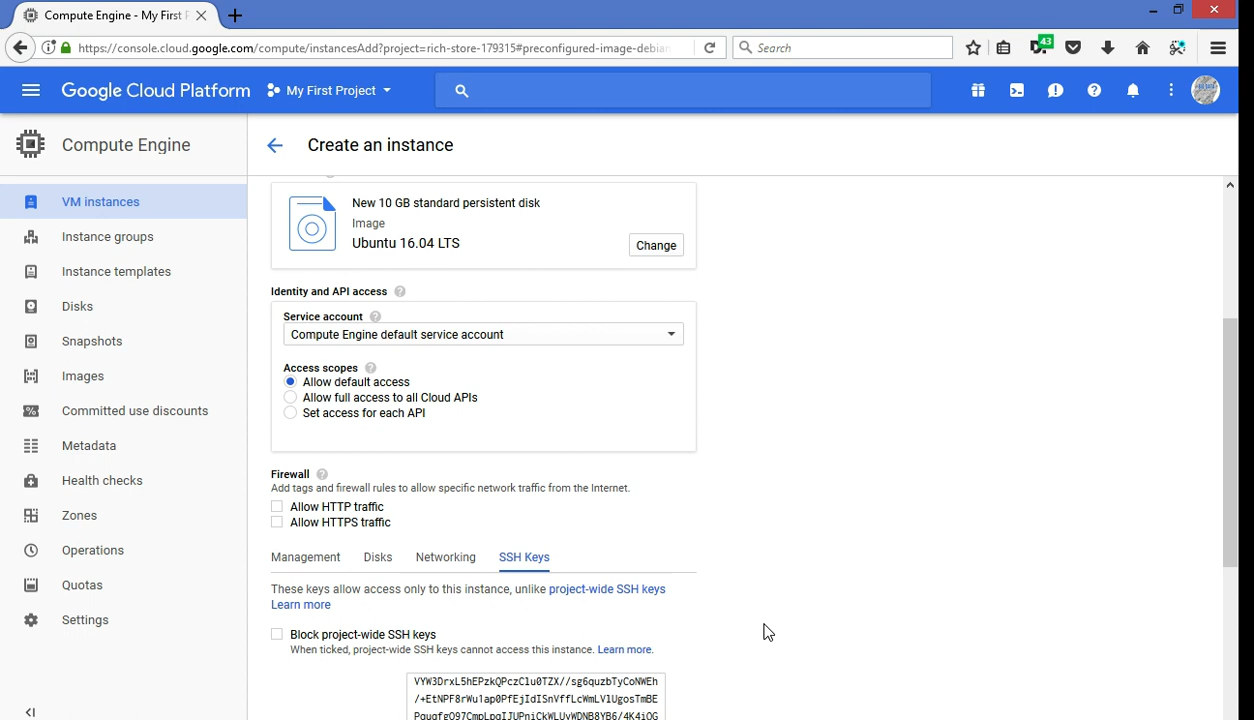 Compute Engine - My First P
https://console.cloud.google.com/compute/instancesAdd?project=rich-store-179315#preconfigured-image-debian
Search
43
Google Cloud Platform
My First Project
Compute Engine
Create an instance
VM instances
Instance groups
Instance templates
Disks
Snapshots
Images
Committed use discounts
Metadata
Health checks
Zones
Operations
Quotas
Settings
New 10 GB standard persistent disk
Image
Ubuntu 16.04 LTS
Change
Identity and API access
Service account
Compute Engine default service account
Access scopes
Allow default access
Allow full access to all Cloud APIs
Set access for each API
Firewall
Add tags and firewall rules to allow specific network traffic from the Internet.
Allow HTTP traffic
Allow HTTPS traffic
Management Disks Networking SSH Keys
These keys allow access only to this instance, unlike project-wide SSH keys
Learn more
Block project-wide SSH keys
When ticked, project-wide SSH keys cannot access this instance. Learn more.